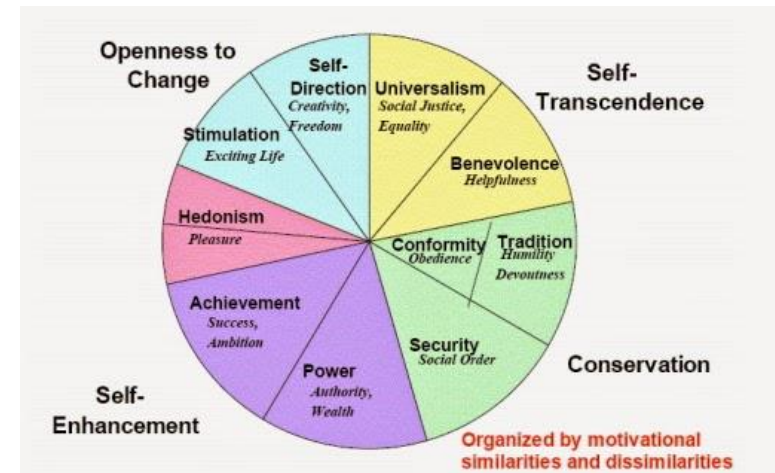 Openness to
Change
Self-
Direction
Creativity,
Freedom
Universalism
Social Justice,
Equality
Self-
Transcendence
Stimulation
Exciting Life
Benevolence
Helpfulness
Hedonism
Pleasure
Conformity
Obedience
Tradition
Humility
Devoutness
Achievement
Success,
Ambition
Security
Social Order
Power
Authority,
Wealth
Conservation
Self-
Enhancement
Organized by motivational
similarities and dissimilarities